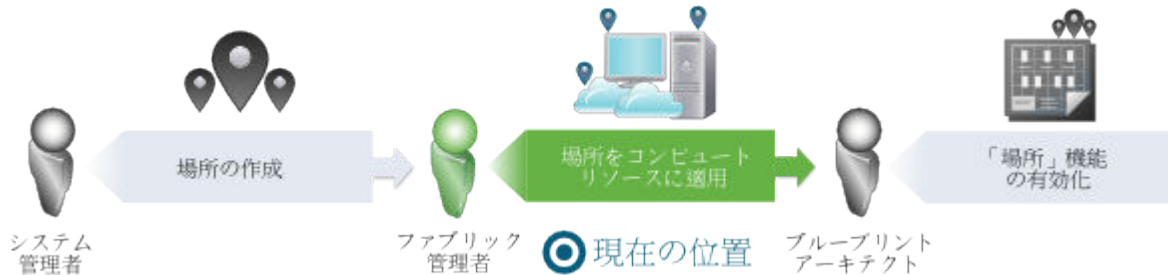 場所の作成
場所をコンピュート
リソースに適用
「場所」機能
の有効化
システム
管理者
ファブリック
管理者
現在の位置
ブループリント
アーキテクト